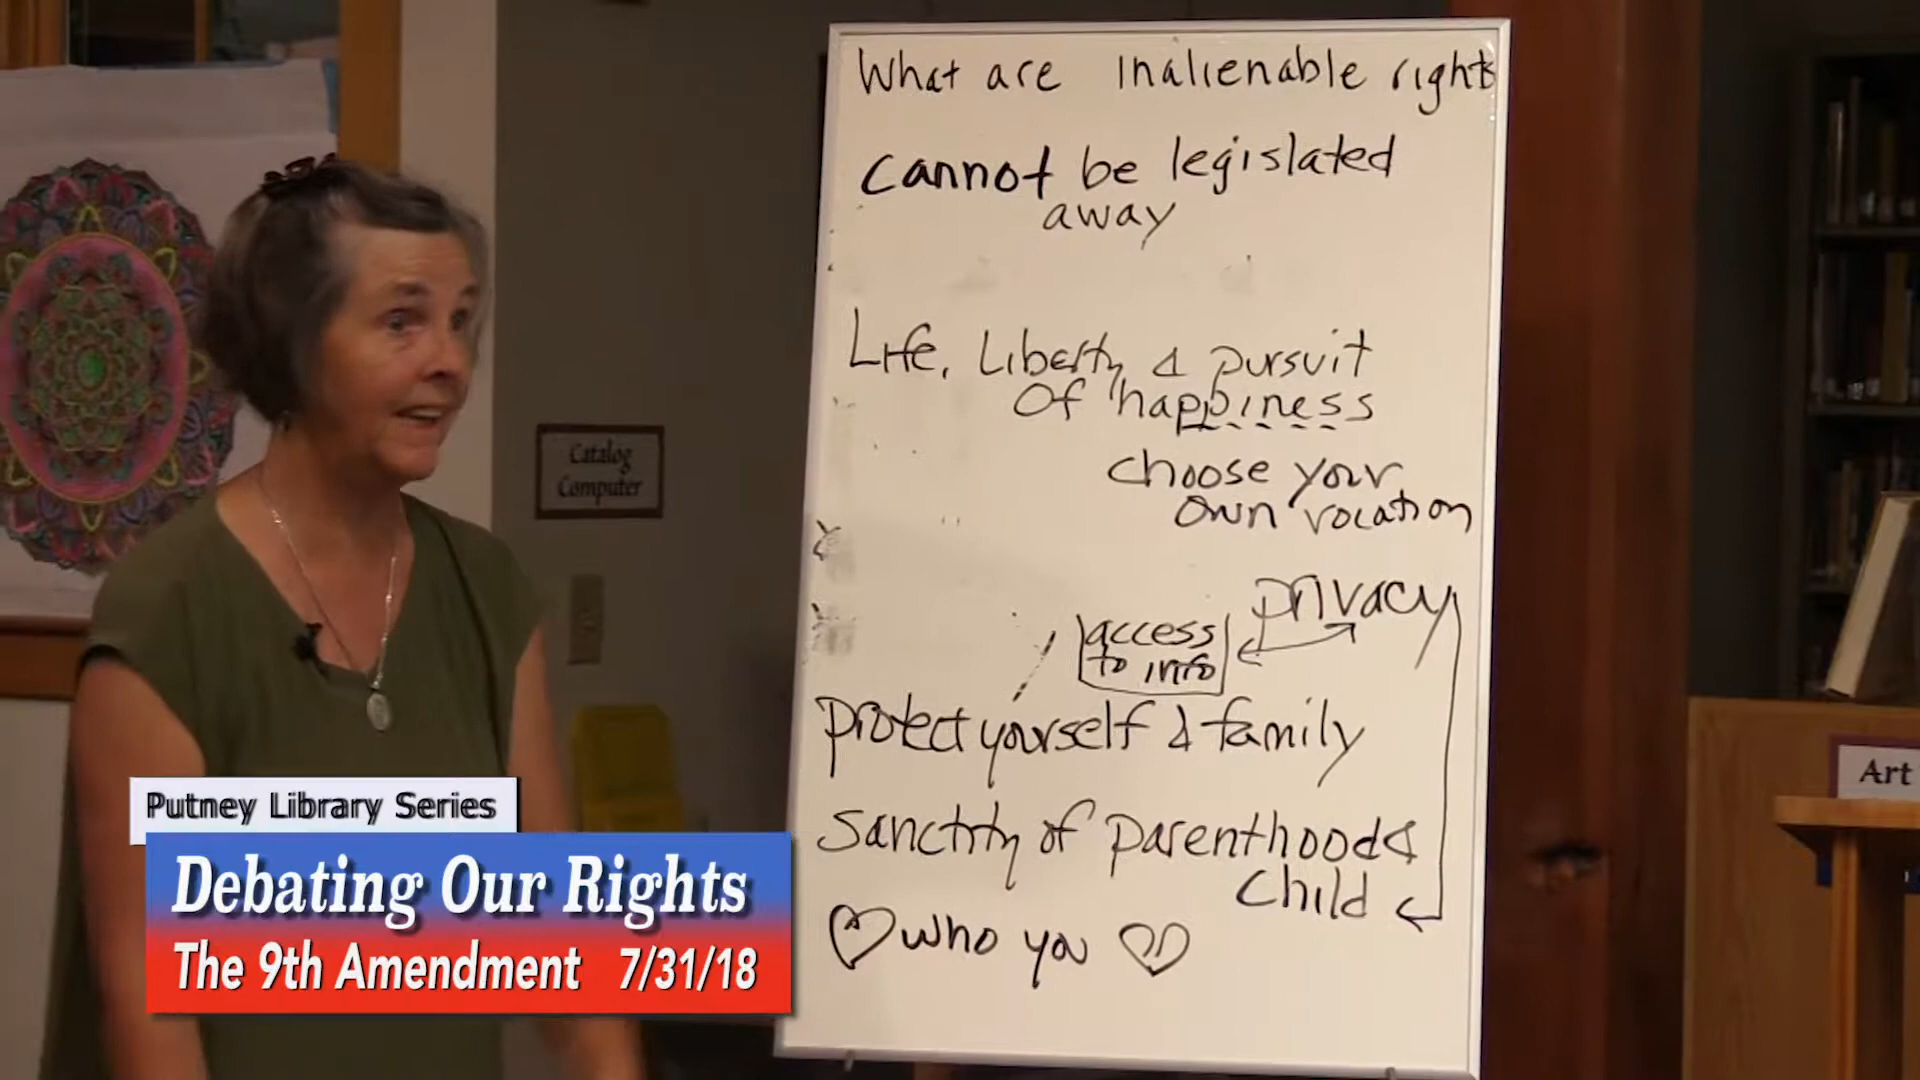 What are inalienable rights
cannot be legislated
away
Life, Liberty & pursuit
Of happiness
choose your
own vocation
privacy
access
to info
protect yourself & family
Sanctity of parenthood &
child
who you
Catalog
Computer
Art
Putney Library Series
Debating Our Rights
The 9th Amendment 7/31/18